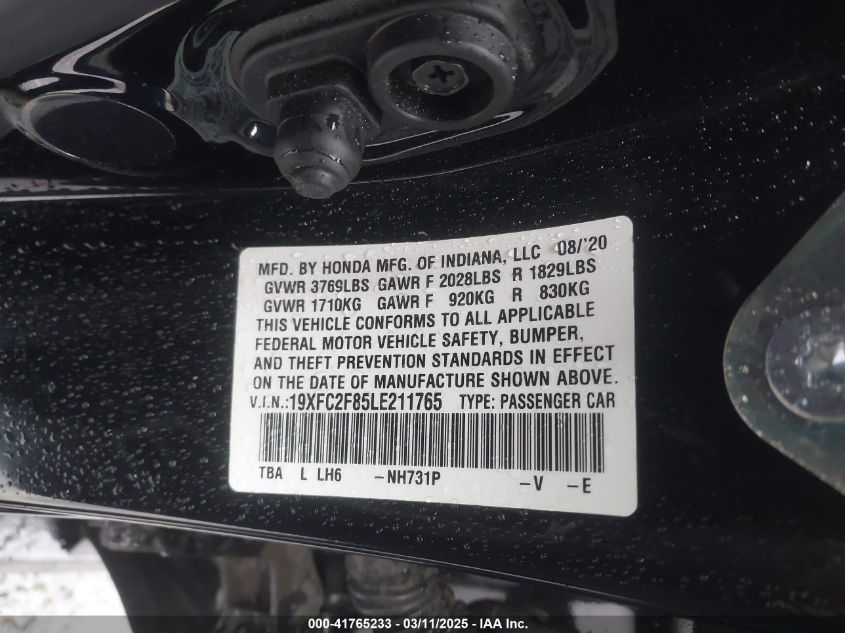 MFD. BY HONDA MFG. OF INDIANA, LLC 08/'20
GVWR 3769LBS GAWR F 2028LBS R 1829LBS
GVWR 1710KG GAWR F 920KG R 830KG
THIS VEHICLE CONFORMS TO ALL APPLICABLE
FEDERAL MOTOR VEHICLE SAFETY, BUMPER,
AND THEFT PREVENTION STANDARDS IN EFFECT
ON THE DATE OF MANUFACTURE SHOWN ABOVE.
V.I.N.:19XFC2F85LE211765 TYPE: PASSENGER CAR
TBA L LH6 -NH731P -V -E
000-41765233 - 03/11/2025 - IAA Inc.